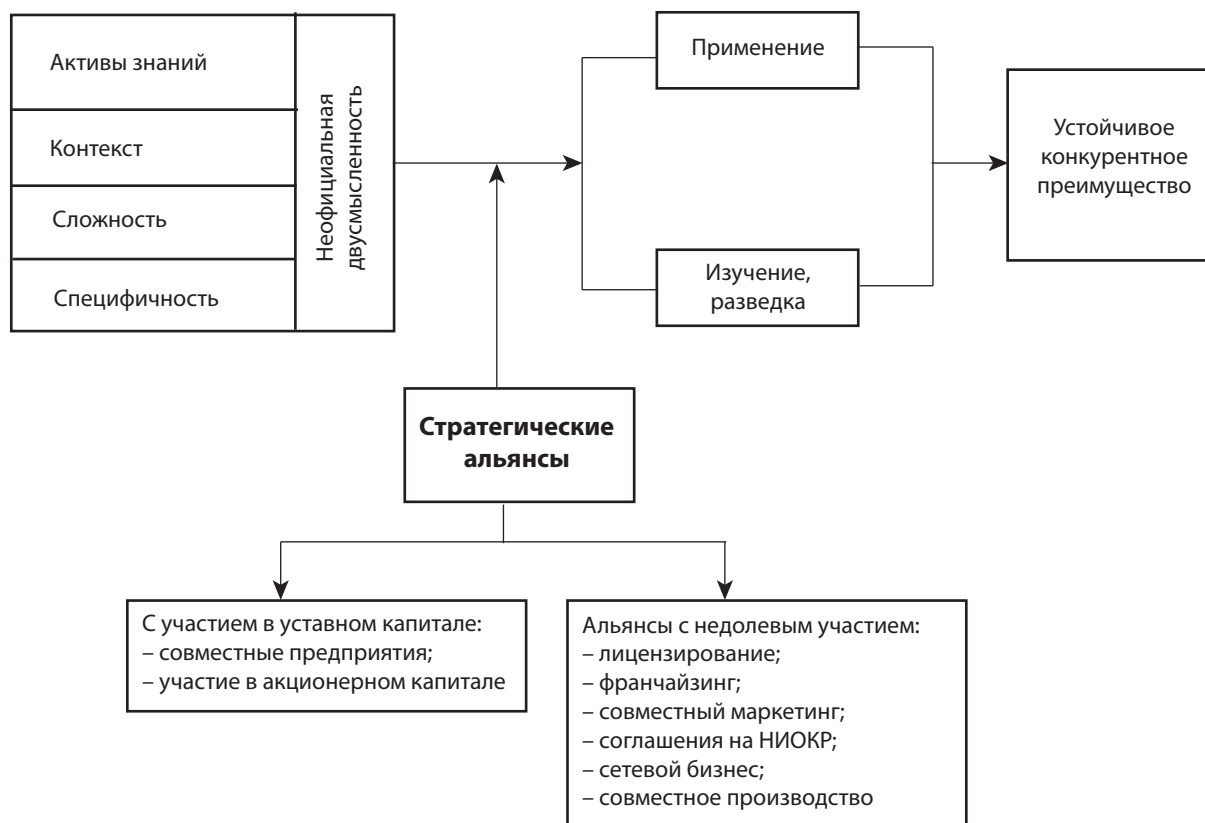 Активы знаний
Контекст
Сложность
Специфичность
Неофициальная
двусмысленность
Применение
Изучение,
разведка
Устойчивое
конкурентное
преимущество
Стратегические
альянсы
С участием в уставном капитале:
– совместные предприятия;
– участие в акционерном капитале
Альянсы с недолевым участием:
– лицензирование;
– франчайзинг;
– совместный маркетинг;
– соглашения на НИОКР;
– сетевой бизнес;
– совместное производство